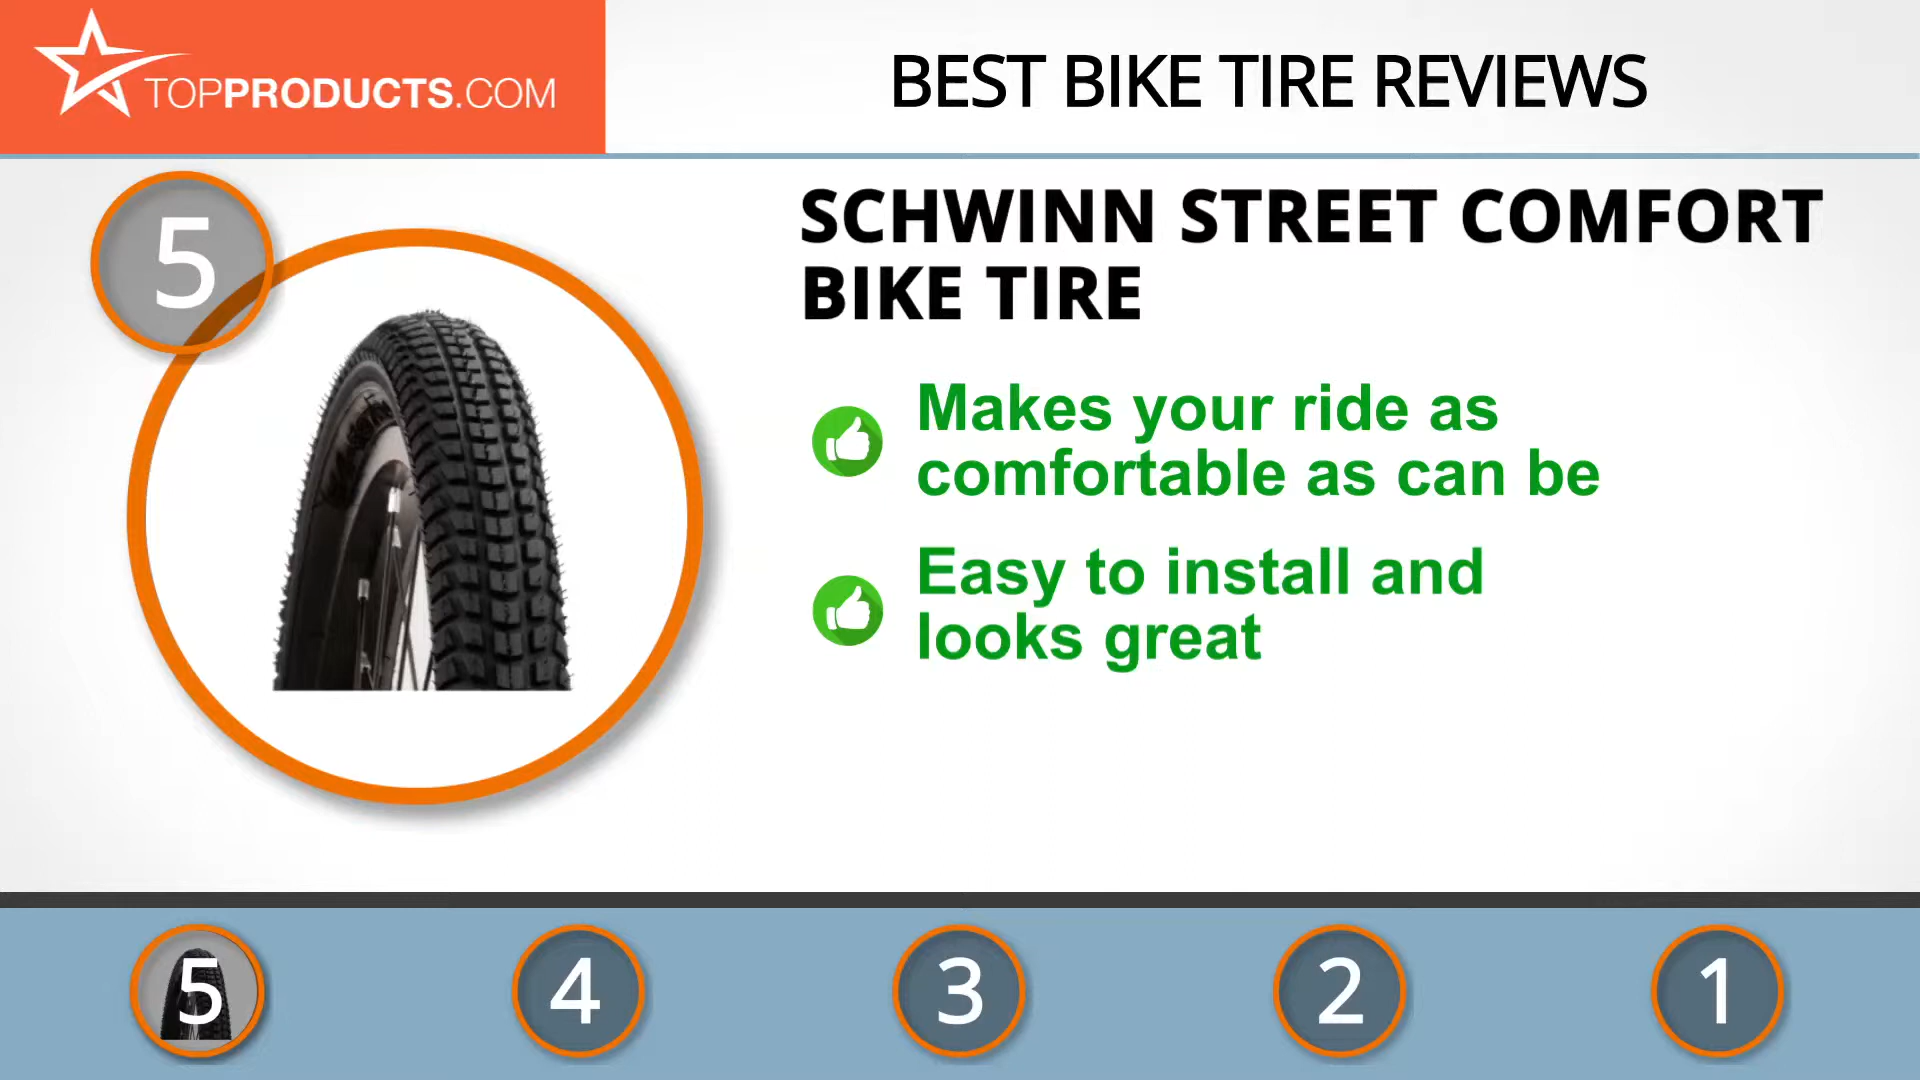 TOPPRODUCTS.COM
BEST BIKE TIRE REVIEWS
5
SCHWINN STREET COMFORT
BIKE TIRE
Makes your ride as
comfortable as can be
Easy to install and
looks great
5
4
3
2
1